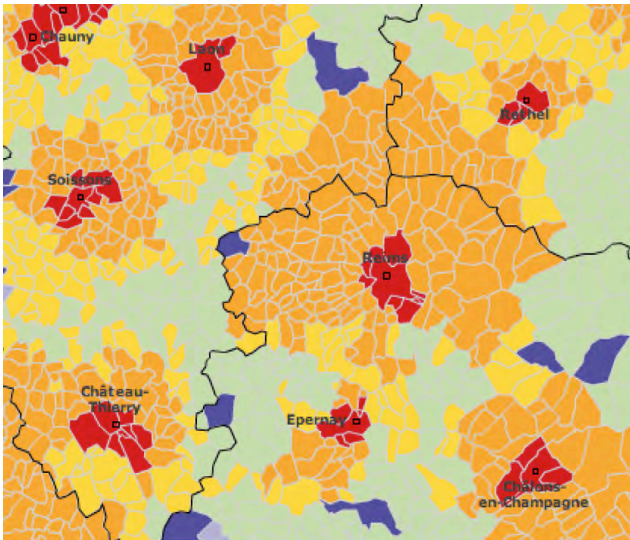 Chauny
Laon
Rethel
Soissons
Reims
Château-
Thierry
Epernay
Châlons-
en-Champagne